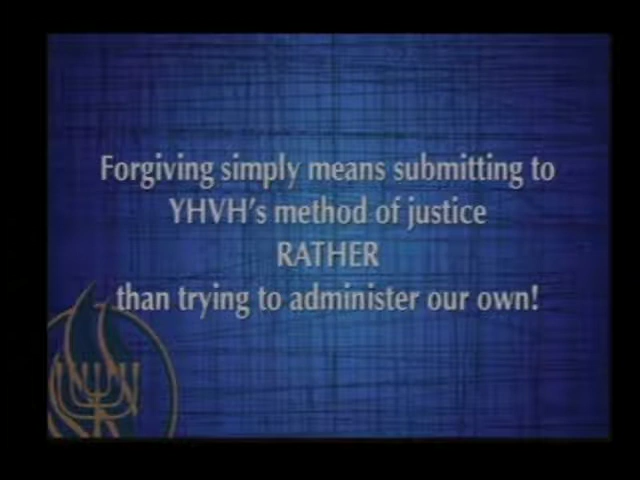 Forgiving simply means submitting to
YHVH's method of justice
RATHER
than trying to administer our own!